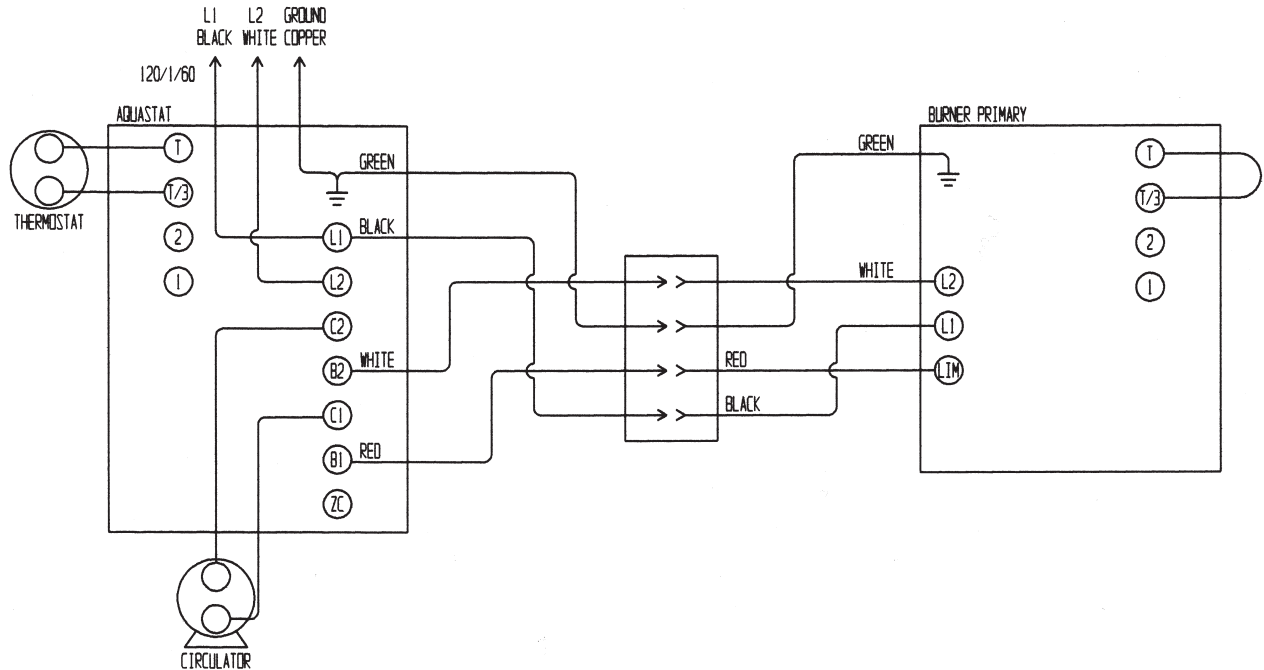 L1 L2 GROUND
BLACK WHITE COPPER
120/1/60
AQUASTAT
BURNER PRIMARY
THERMOSTAT
T
T/3
2
1
GREEN
BLACK
L1
L2
C2
WHITE
B2
C1
RED
B1
ZC
CIRCULATOR
GREEN
WHITE
RED
BLACK
L2
L1
LIM
T
T/3
2
1